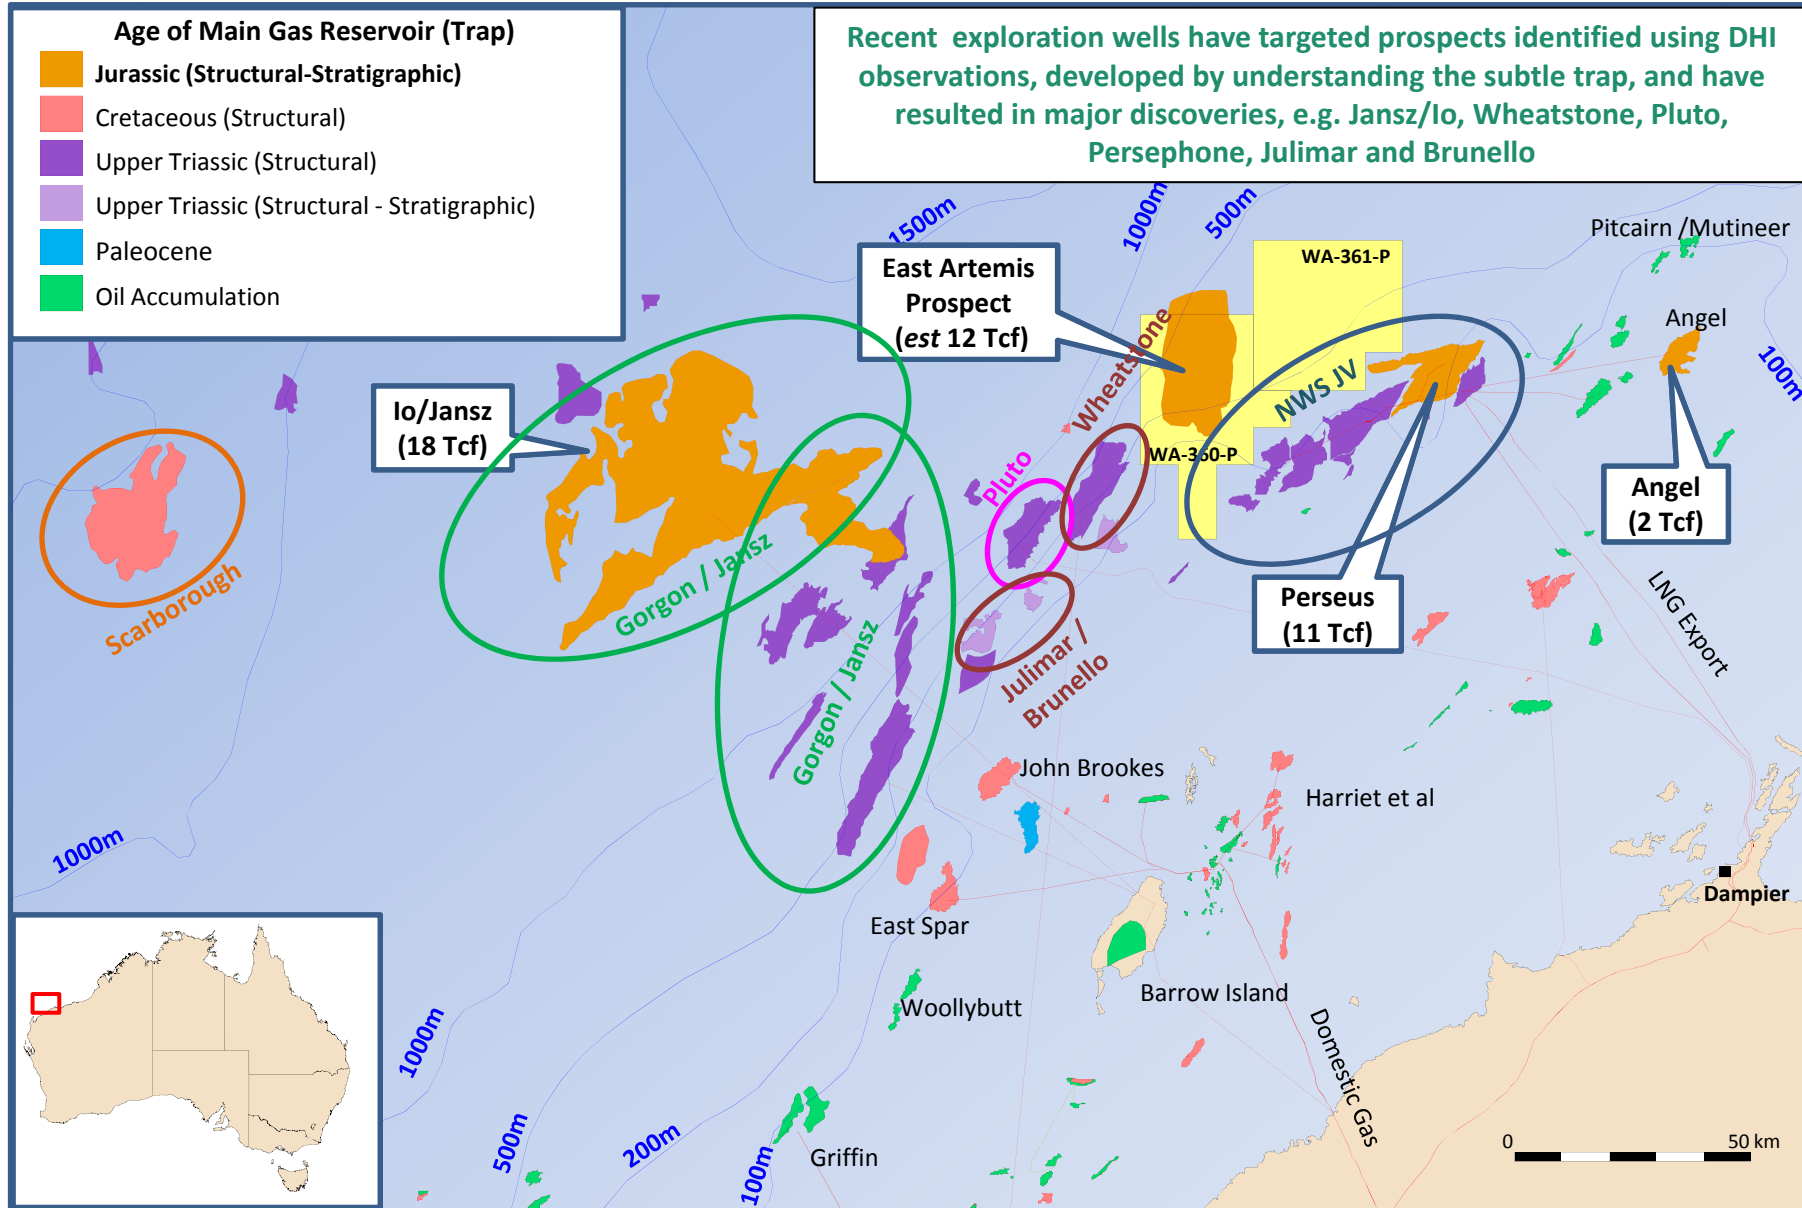 Age of Main Gas Reservoir (Trap)
Jurassic (Structural-Stratigraphic)
Cretaceous (Structural)
Upper Triassic (Structural)
Upper Triassic (Structural - Stratigraphic)
Paleocene
Oil Accumulation
Recent exploration wells have targeted prospects identified using DHI
observations, developed by understanding the subtle trap, and have
resulted in major discoveries, e.g. Jansz/Io, Wheatstone, Pluto,
Persephone, Julimar and Brunello
1500m
1000m
500m
Pitcairn /Mutineer
WA-361-P
East Artemis
Prospect
(est 12 Tcf)
Angel
100m
Wheatstone
NWS JV
Io/Jansz
(18 Tcf)
WA-360-P
Pluto
Angel
(2 Tcf)
Scarborough
Gorgon / Jansz
Perseus
(11 Tcf)
LNG Export
Gorgon / Jansz
Julimar /
Brunello
John Brookes
Harriet et al
1000m
Dampier
East Spar
Barrow Island
Woollybutt
1000m
Domestic Gas
500m
200m
100m
Griffin
0
50 km